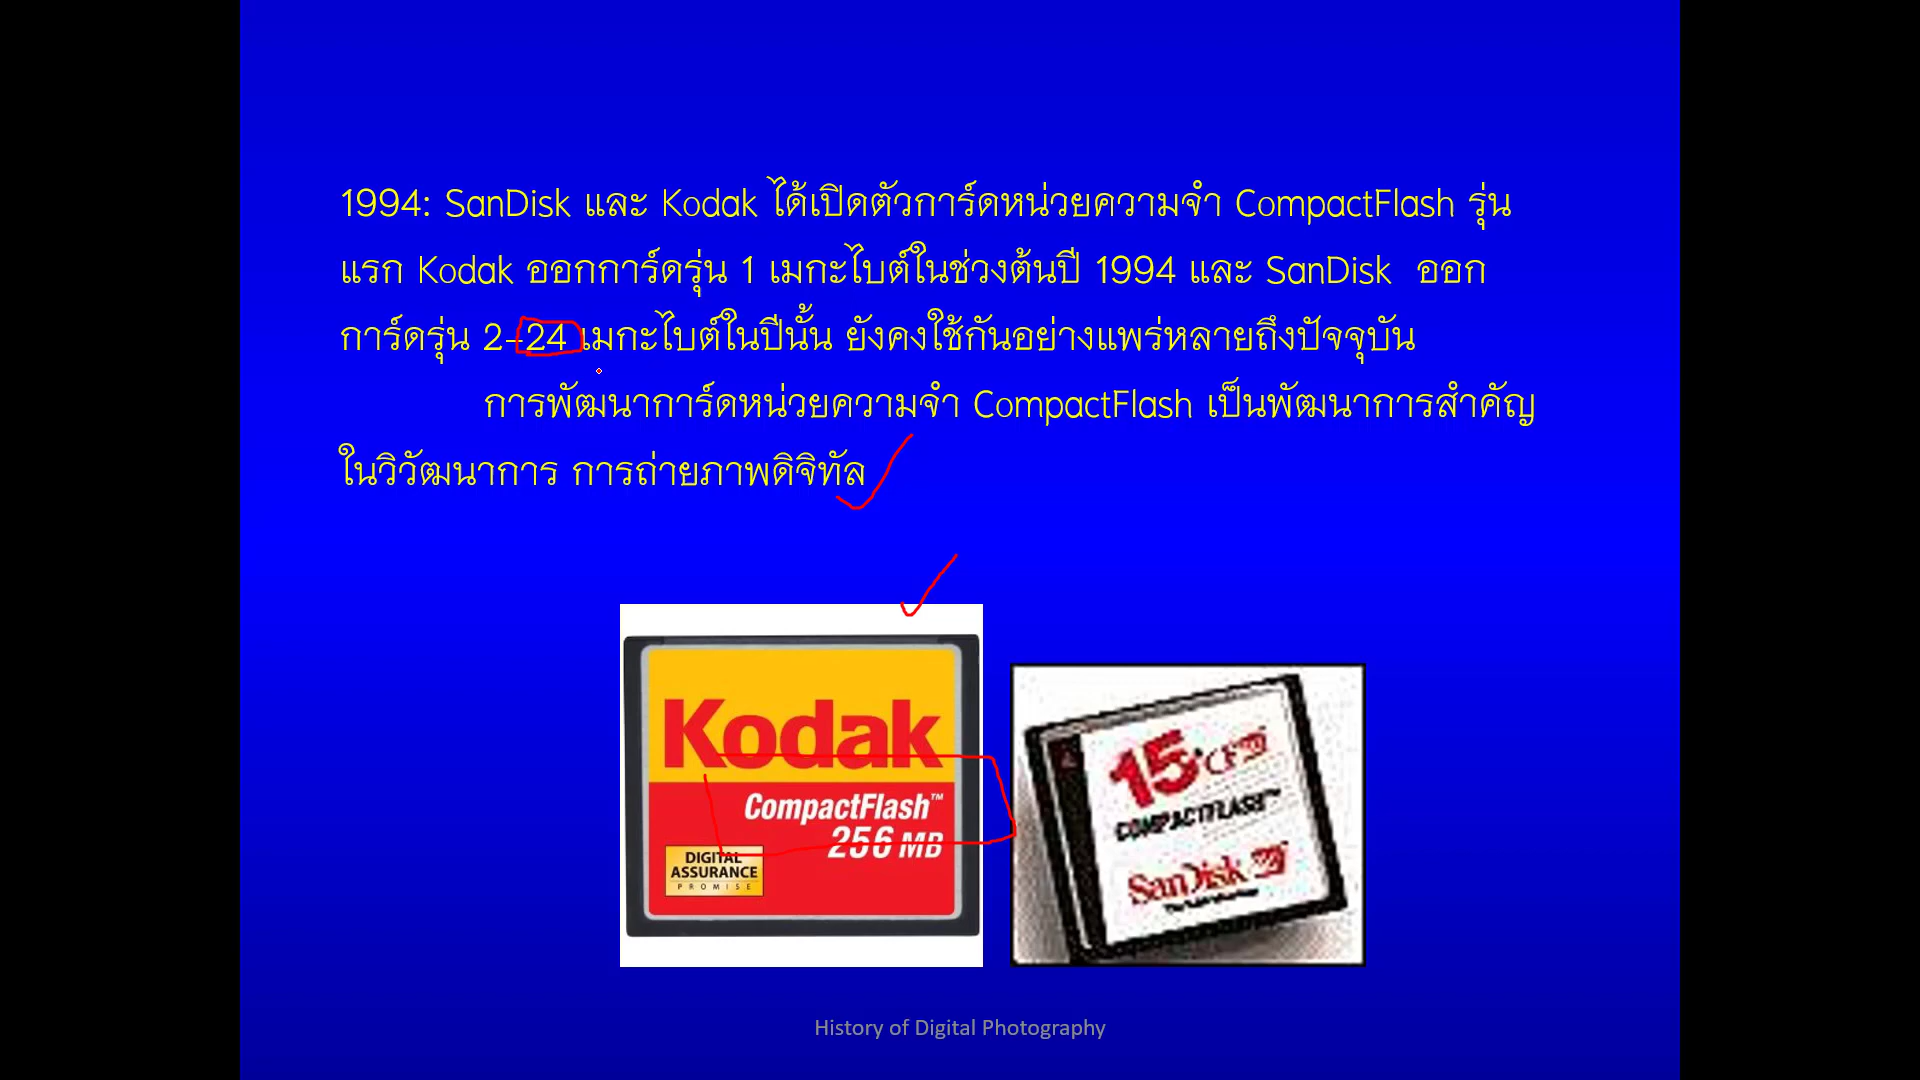 1994: SanDisk และ Kodak ได้เปิดตัวการ์ดหน่วยความจำ CompactFlash รุ่น
แรก Kodak ออกการ์ดรุ่น 1 เมกะไบต์ในช่วงต้นปี 1994 และ SanDisk ออก
การ์ดรุ่น 2-24 เมกะไบต์ในปีนั้น ยังคงใช้กันอย่างแพร่หลายถึงปัจจุบัน
การพัฒนาการ์ดหน่วยความจำ CompactFlash เป็นพัฒนาการสำคัญ
ในวิวัฒนาการ การถ่ายภาพดิจิทัล
Kodak
CompactFlash™
256 MB
DIGITAL
ASSURANCE
PROMISE
15
CF
COMPACTFLASH™
SanDisk
History of Digital Photography